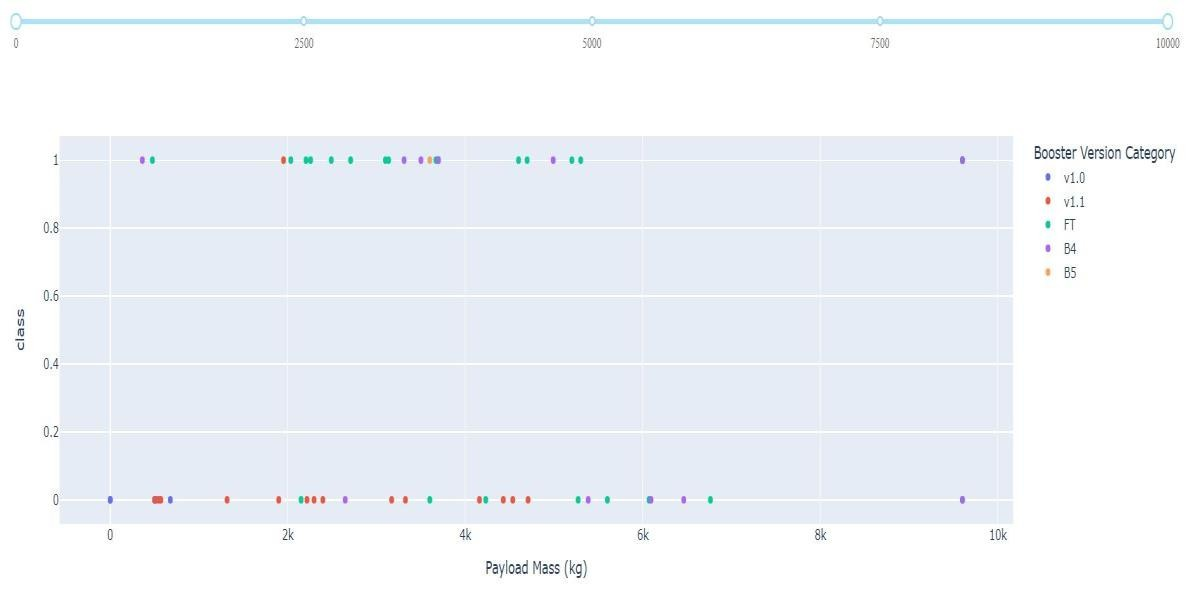 0 2500 5000 7500 10000
Booster Version Category
v1.0
v1.1
FT
B4
B5
1
0.8
0.6
0.4
0.2
0
class
0 2k 4k 6k 8k 10k
Payload Mass (kg)